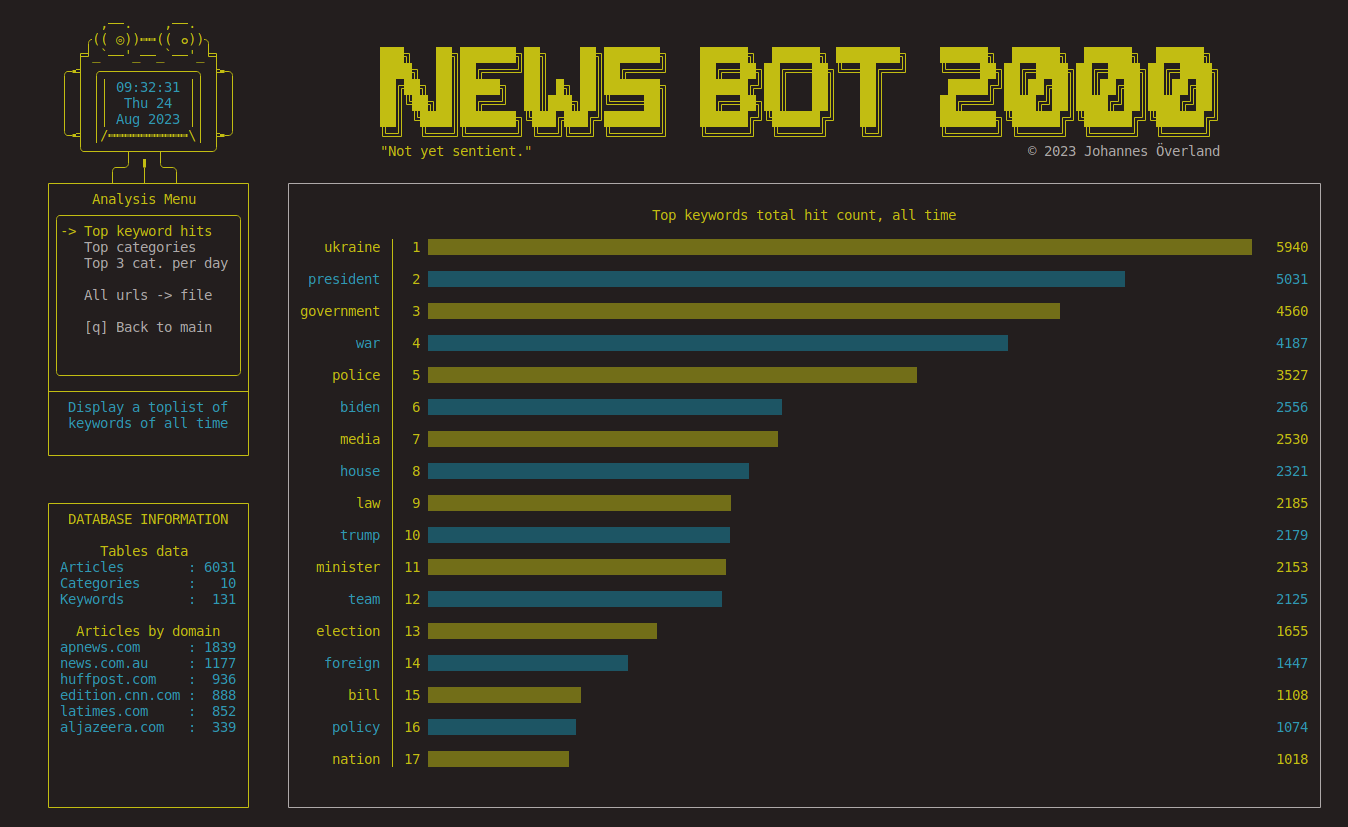 NEWS BOT 2000
"Not yet sentient."
© 2023 Johannes Överland
09:32:31
Thu 24
Aug 2023
Analysis Menu
-> Top keyword hits
Top categories
Top 3 cat. per day
All urls -> file
[q] Back to main
Display a toplist of
keywords of all time
DATABASE INFORMATION
Tables data
Articles : 6031
Categories : 10
Keywords : 131
Articles by domain
apnews.com : 1839
news.com.au : 1177
huffpost.com : 936
edition.cnn.com : 888
latimes.com : 852
aljazeera.com : 339
Top keywords total hit count, all time
ukraine 1 5940
president 2 5031
government 3 4560
war 4 4187
police 5 3527
biden 6 2556
media 7 2530
house 8 2321
law 9 2185
trump 10 2179
minister 11 2153
team 12 2125
election 13 1655
foreign 14 1447
bill 15 1108
policy 16 1074
nation 17 1018